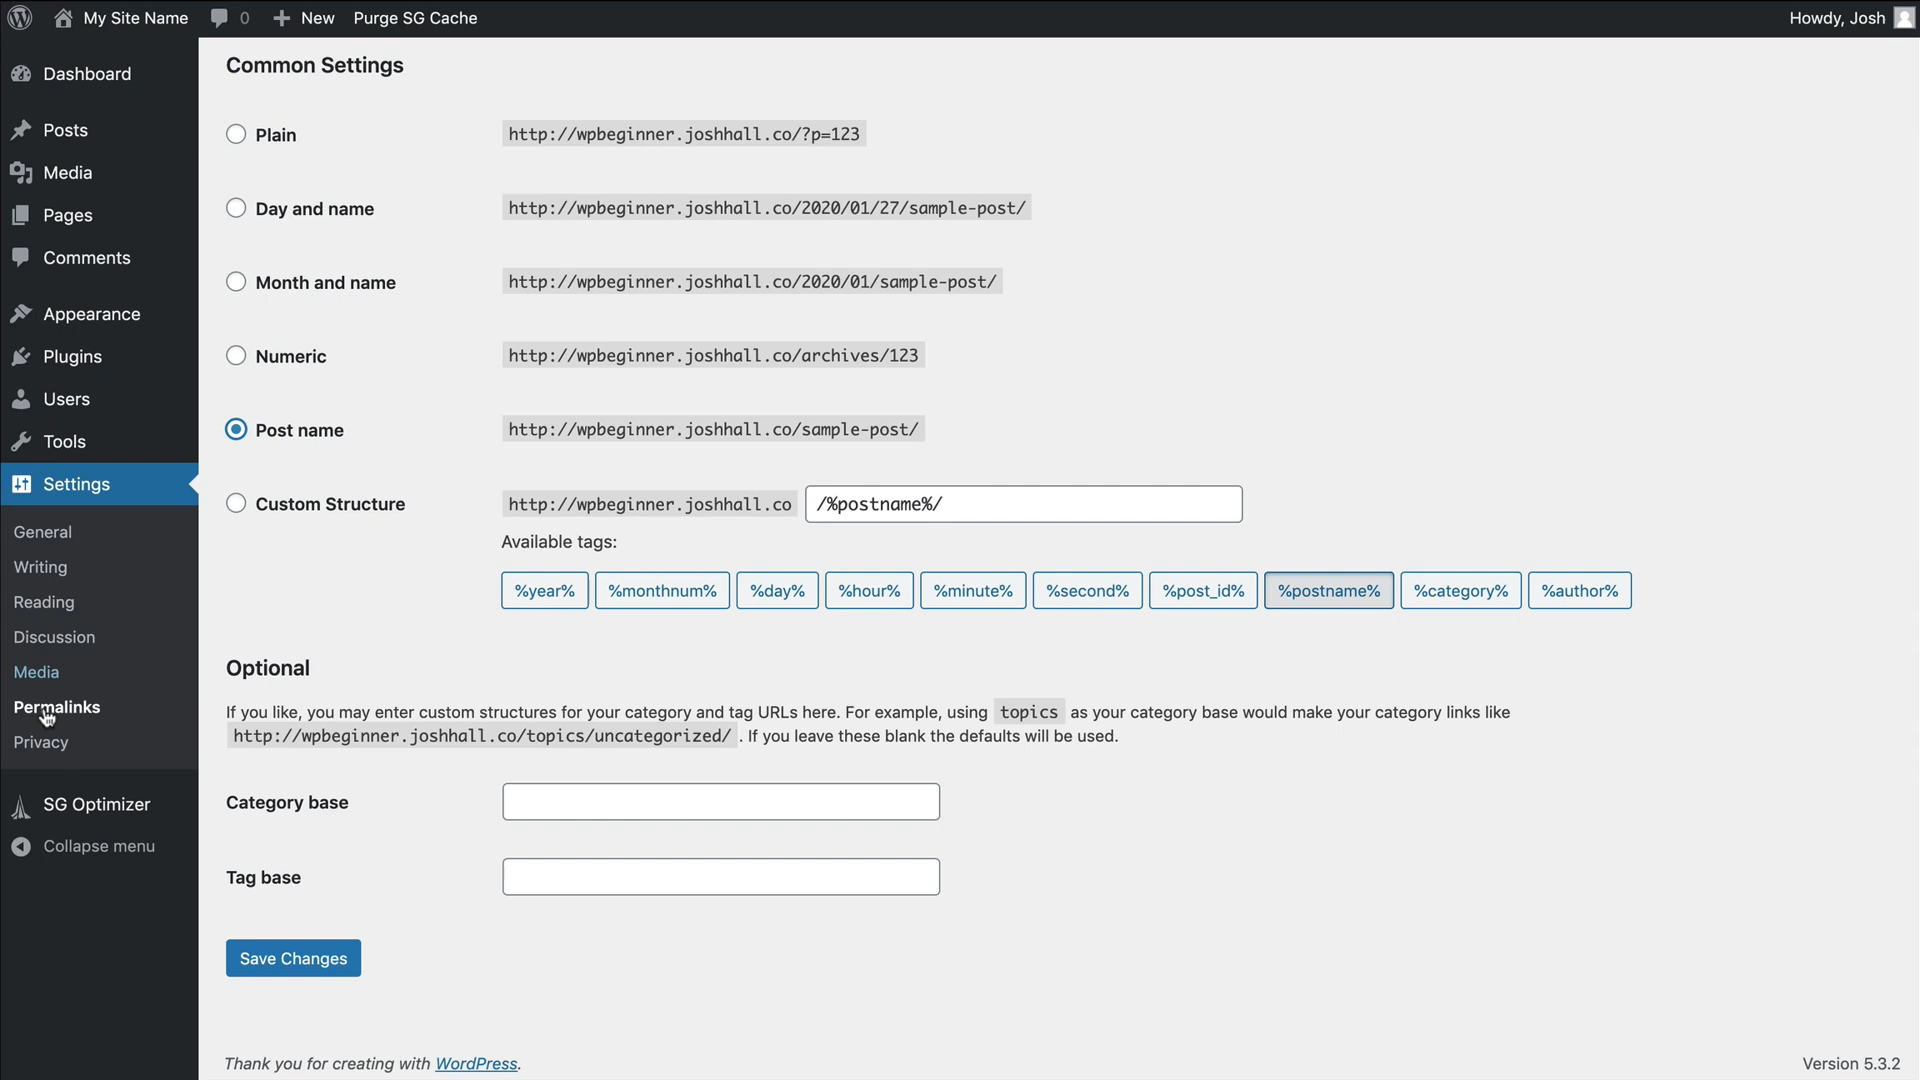 My Site Name 0 New Purge SG Cache Howdy, Josh
Dashboard
Posts
Media
Pages
Comments
Appearance
Plugins
Users
Tools
Settings
General
Writing
Reading
Discussion
Media
Permalinks
Privacy
SG Optimizer
Collapse menu
Common Settings
Plain http://wpbeginner.joshhall.co/?p=123
Day and name http://wpbeginner.joshhall.co/2020/01/27/sample-post/
Month and name http://wpbeginner.joshhall.co/2020/01/sample-post/
Numeric http://wpbeginner.joshhall.co/archives/123
Post name http://wpbeginner.joshhall.co/sample-post/
Custom Structure http://wpbeginner.joshhall.co /%postname%/
Available tags:
%year% %monthnum% %day% %hour% %minute% %second% %post_id% %postname% %category% %author%
Optional
If you like, you may enter custom structures for your category and tag URLs here. For example, using topics as your category base would make your category links like
http://wpbeginner.joshhall.co/topics/uncategorized/ . If you leave these blank the defaults will be used.
Category base
Tag base
Save Changes
Thank you for creating with WordPress. Version 5.3.2